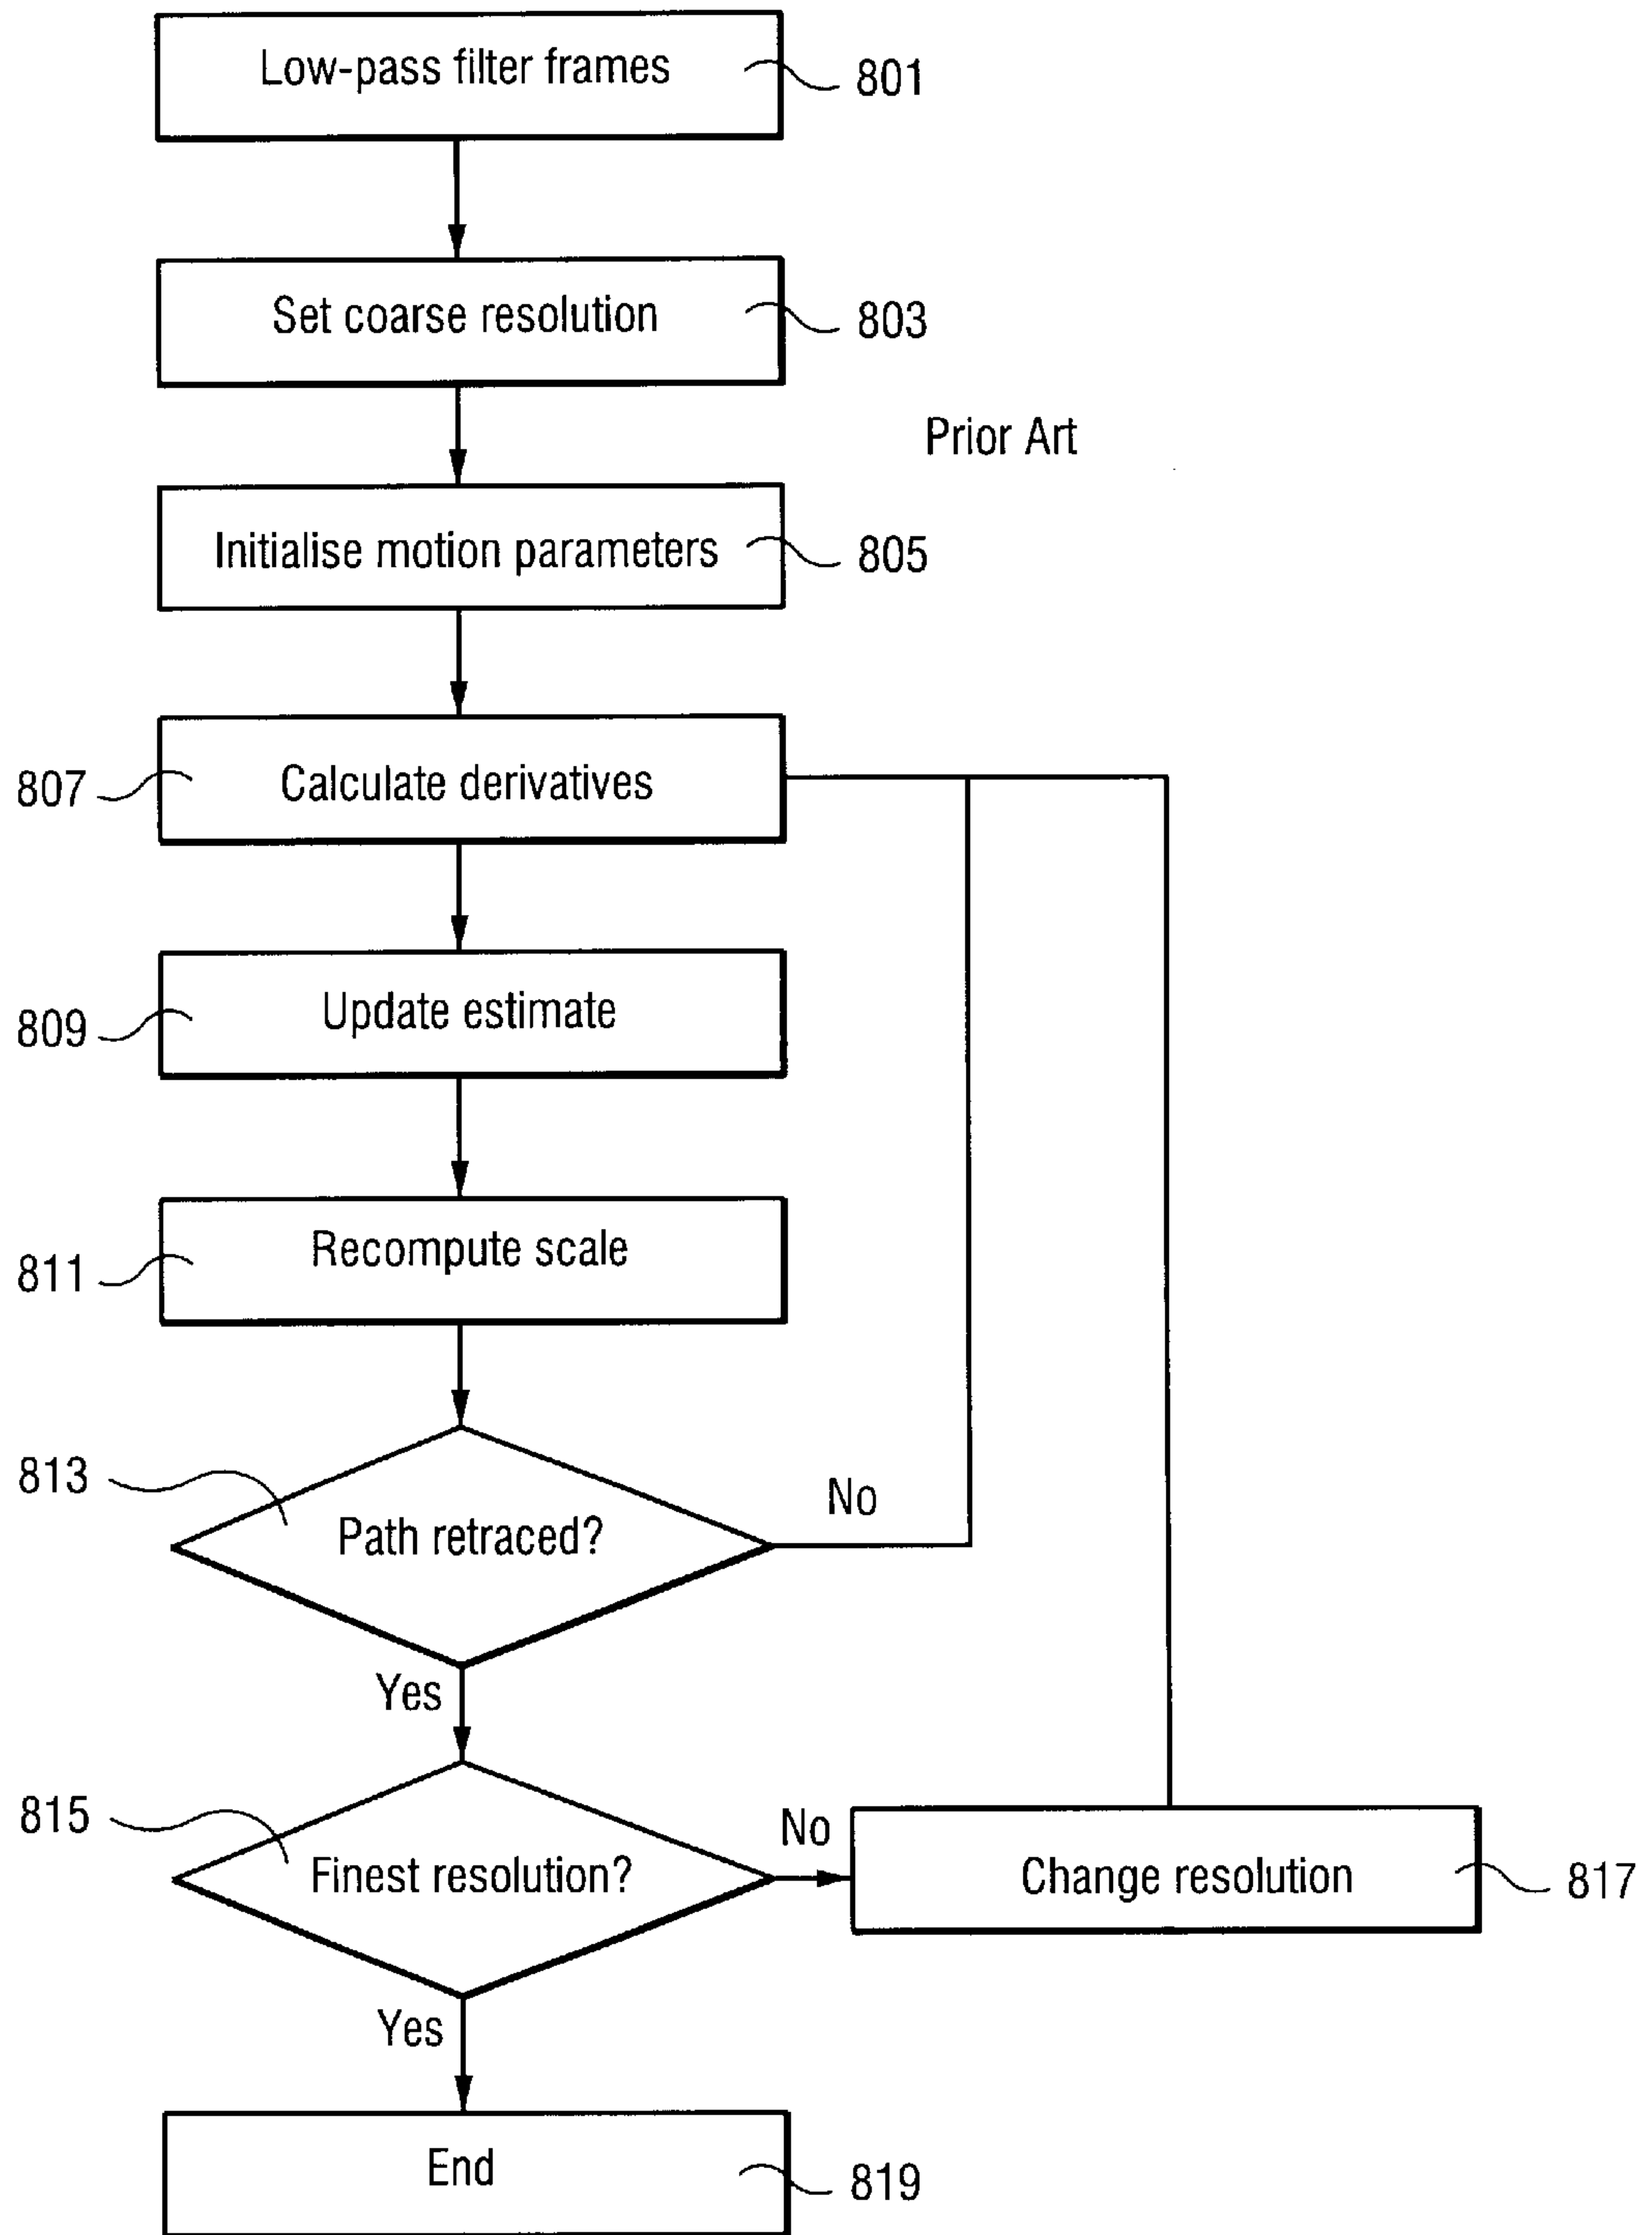 Low-pass filter frames
801
Set coarse resolution
803
Prior Art
Initialise motion parameters
805
807
Calculate derivatives
809
Update estimate
811
Recompute scale
813
Path retraced?
No
Yes
815
Finest resolution?
No
Change resolution
817
Yes
End
819